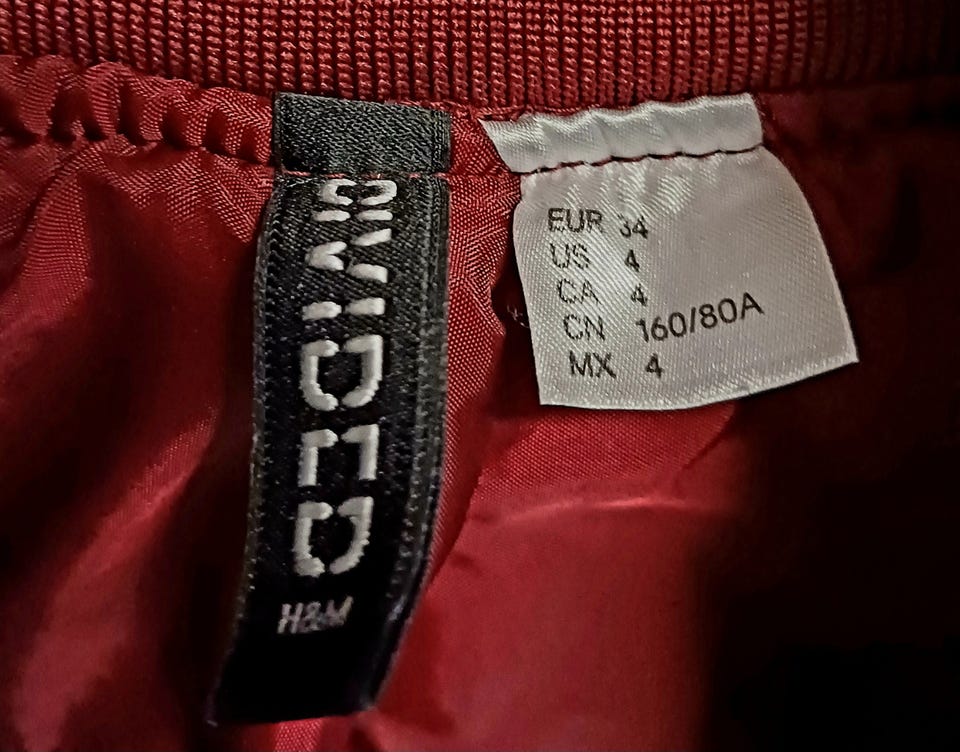 DIVIDED
H&M
EUR 34
US 4
CA 4
CN 160/80A
MX 4